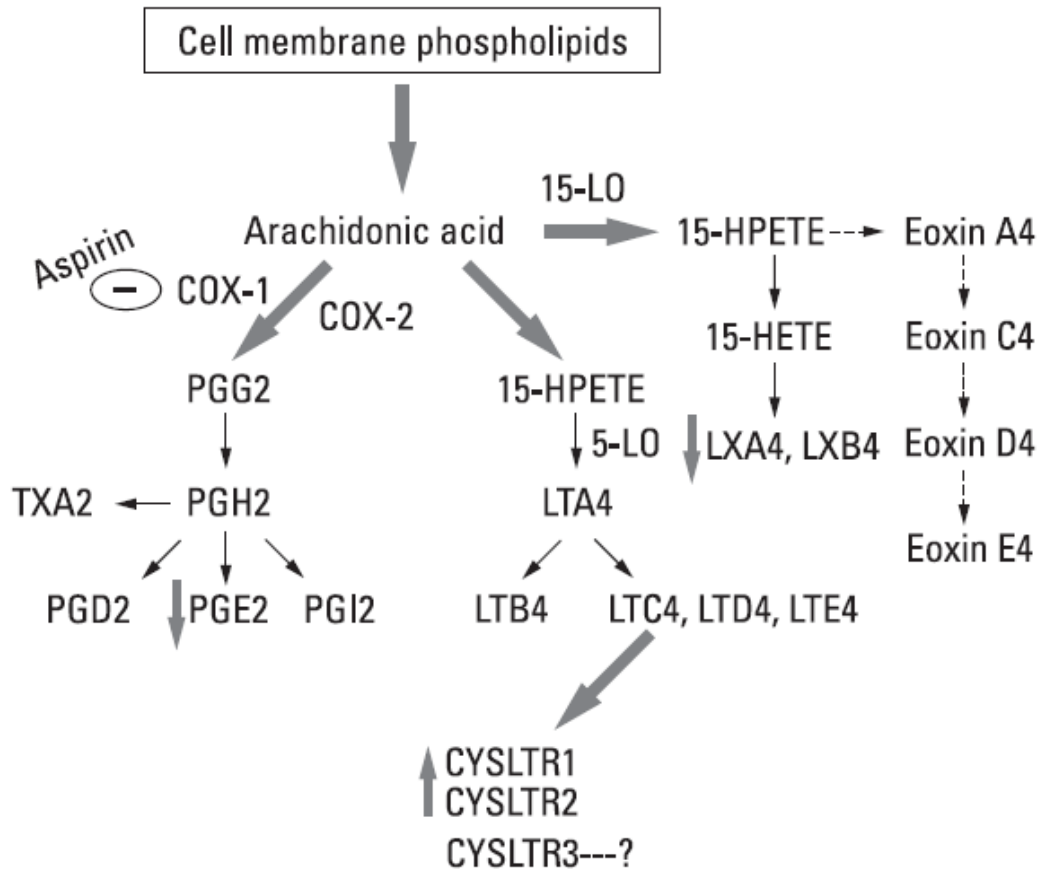 Cell membrane phospholipids
15-LO
Arachidonic acid
15-HPETE
Eoxin A4
Aspirin
–
COX-1
COX-2
15-HETE
Eoxin C4
PGG2
15-HPETE
5-LO
LXA4, LXB4
Eoxin D4
TXA2
PGH2
LTA4
Eoxin E4
PGD2
PGE2
PGI2
LTB4
LTC4, LTD4, LTE4
CYSLTR1
CYSLTR2
CYSLTR3---?